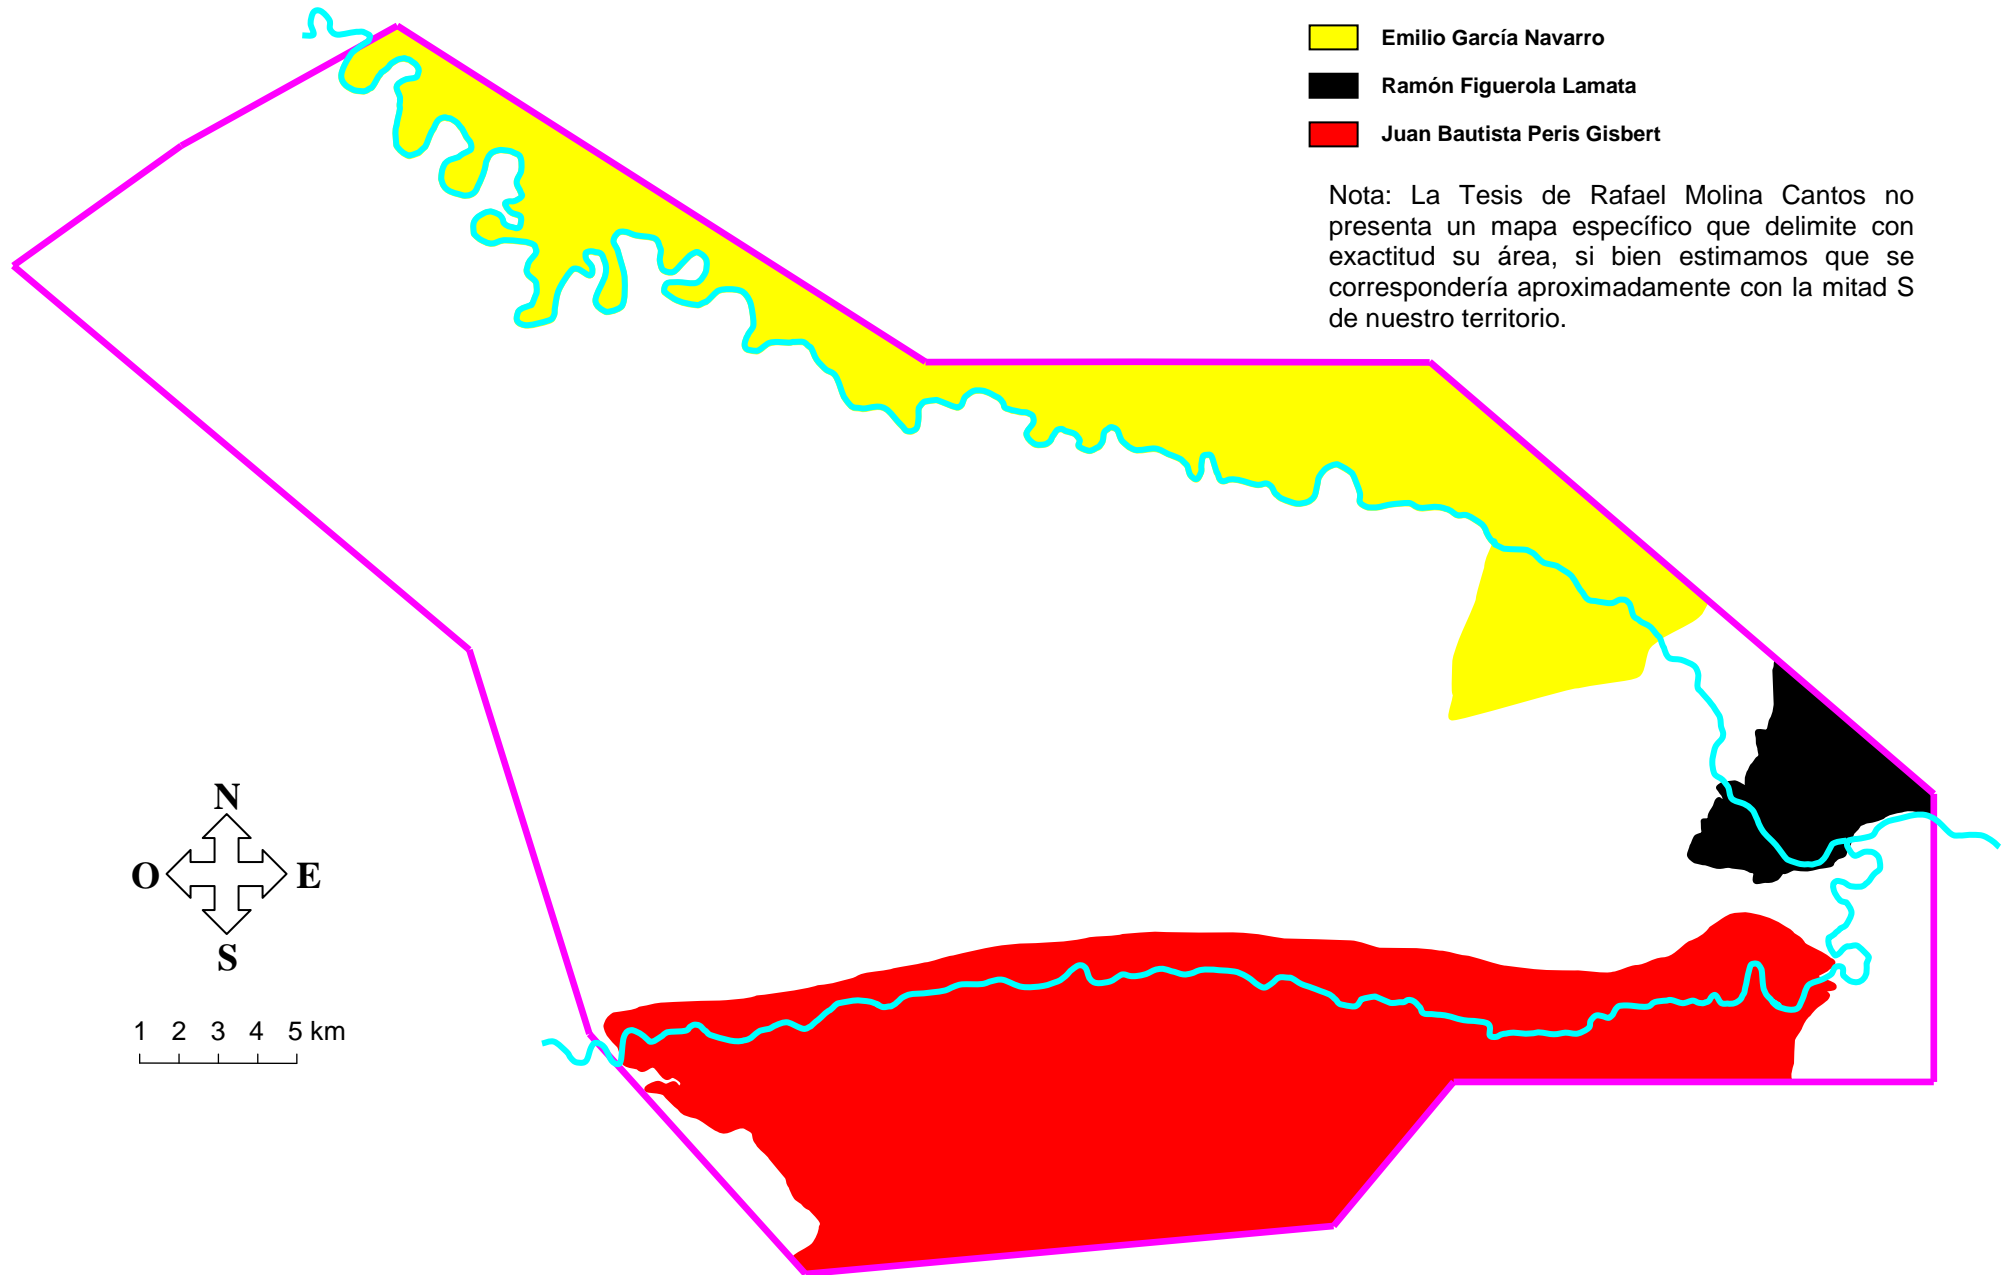 Emilio García Navarro
Ramón Figuerola Lamata
Juan Bautista Peris Gisbert
Nota: La Tesis de Rafael Molina Cantos no
presenta un mapa específico que delimite con
exactitud su área, si bien estimamos que se
correspondería aproximadamente con la mitad S
de nuestro territorio.
N
O E
S
1 2 3 4 5 km